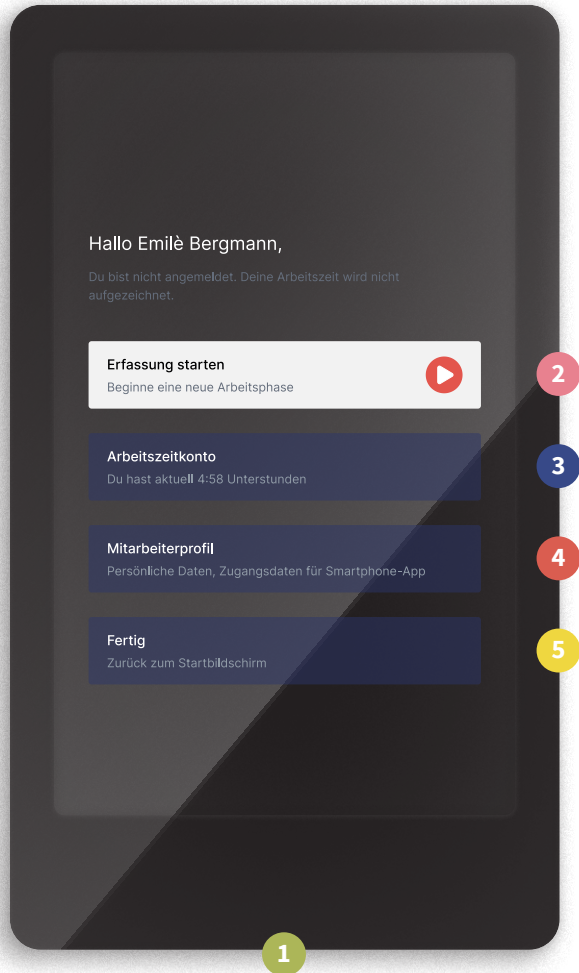 Hallo Emilè Bergmann,
Du bist nicht angemeldet. Deine Arbeitszeit wird nicht
aufgezeichnet.
Erfassung starten
Beginne eine neue Arbeitsphase
2
Arbeitszeitkonto
Du hast aktuell 4:58 Unterstunden
3
Mitarbeiterprofil
Persönliche Daten, Zugangsdaten für Smartphone-App
4
Fertig
Zurück zum Startbildschirm
5
1